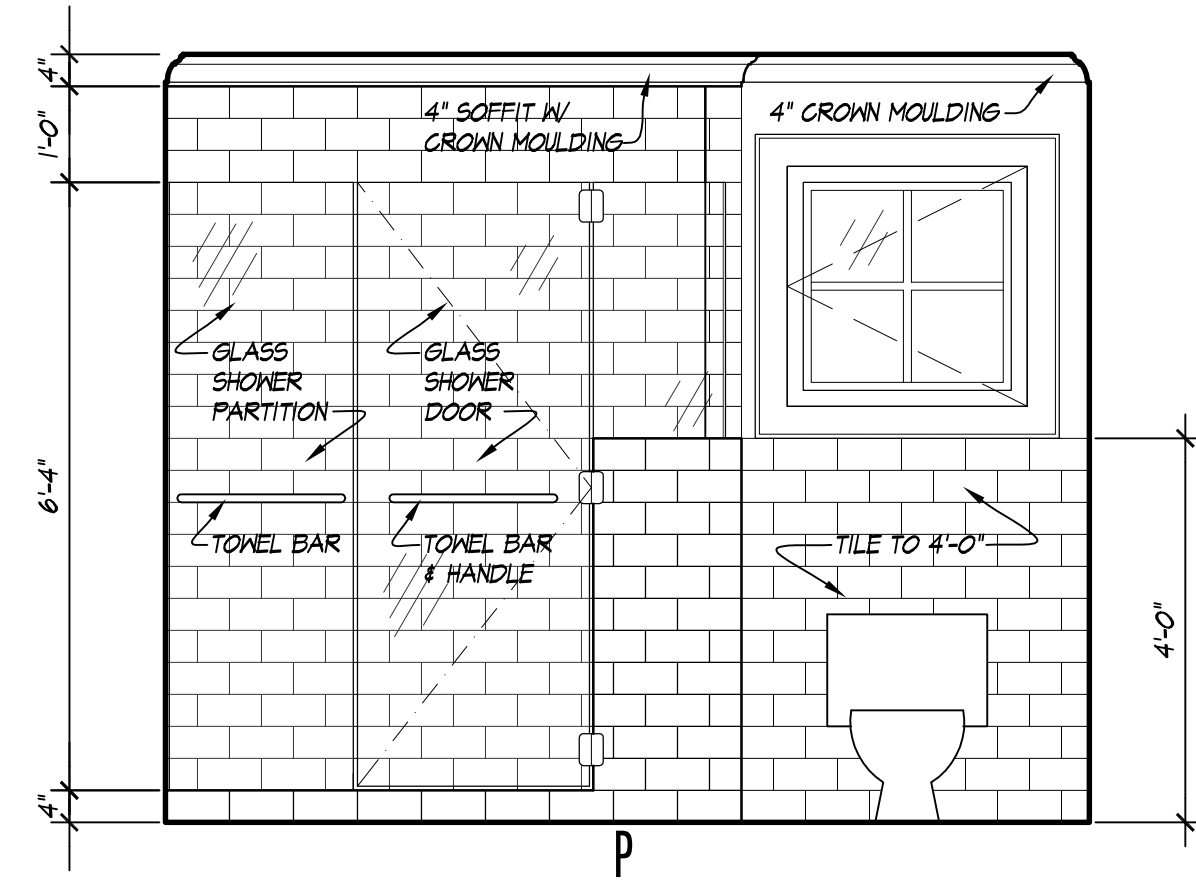 4"
1'-0"
6'-4"
4"
4" SOFFIT W/
CROWN MOULDING
4" CROWN MOULDING
GLASS
SHOWER
PARTITION
GLASS
SHOWER
DOOR
TOWEL BAR
TOWEL BAR
& HANDLE
TILE TO 4'-0"
4'-0"
P